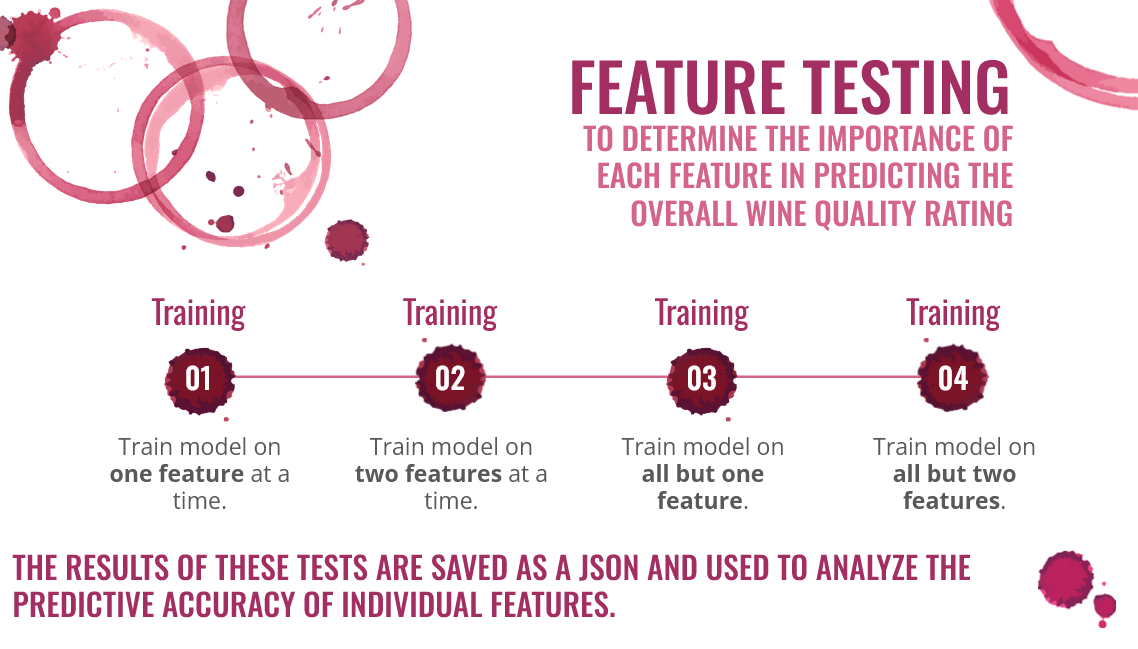 FEATURE TESTING
TO DETERMINE THE IMPORTANCE OF
EACH FEATURE IN PREDICTING THE
OVERALL WINE QUALITY RATING
Training
01
Train model on
one feature at a
time.
Training
02
Train model on
two features at a
time.
Training
03
Train model on
all but one
feature.
Training
04
Train model on
all but two
features.
THE RESULTS OF THESE TESTS ARE SAVED AS A JSON AND USED TO ANALYZE THE
PREDICTIVE ACCURACY OF INDIVIDUAL FEATURES.